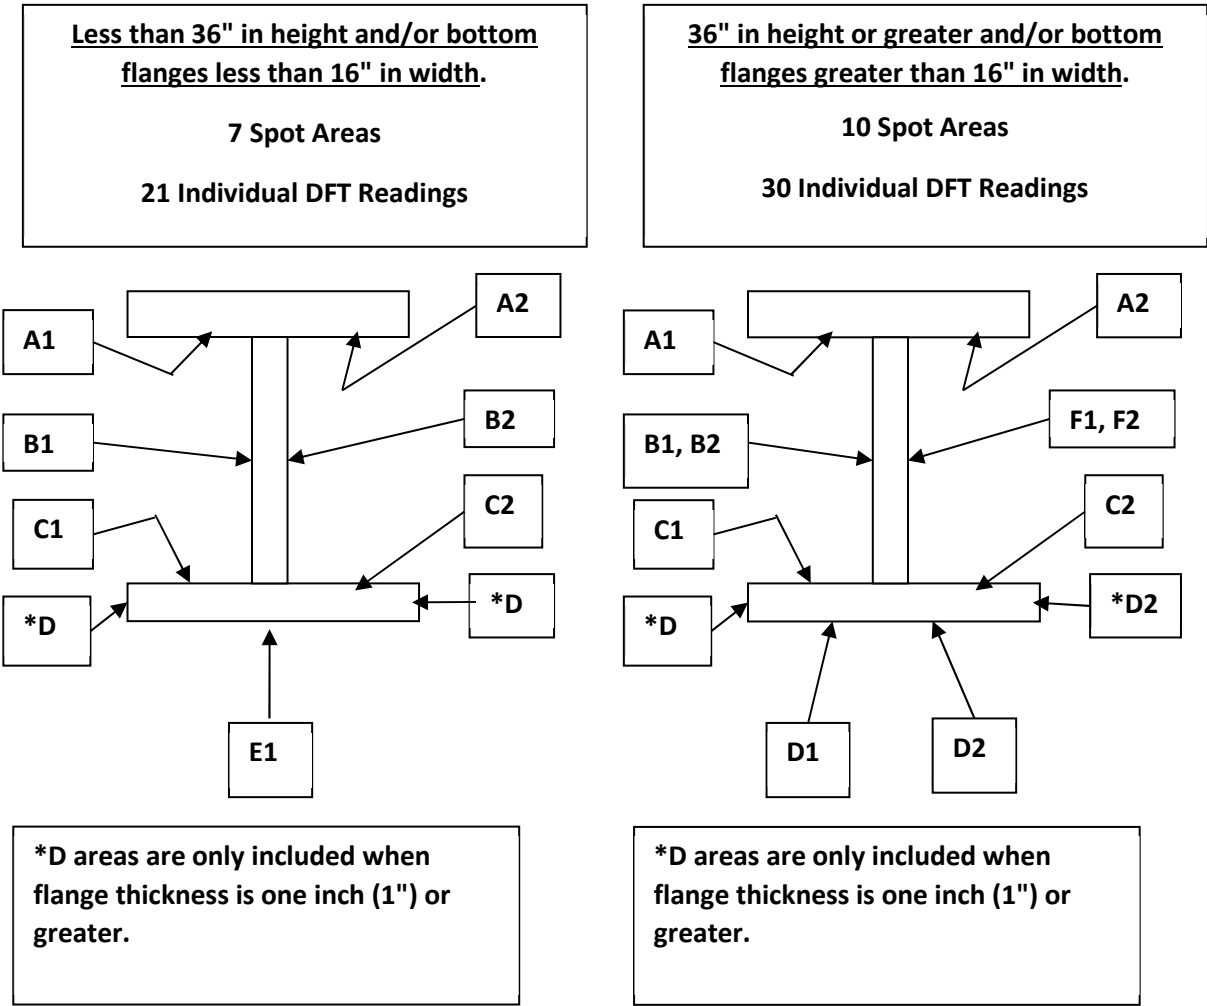 Less than 36" in height and/or bottom
flanges less than 16" in width.
7 Spot Areas
21 Individual DFT Readings
36" in height or greater and/or bottom
flanges greater than 16" in width.
10 Spot Areas
30 Individual DFT Readings
A1
A2
B1
B2
C1
C2
*D
*D
E1
A1
A2
B1, B2
F1, F2
C1
C2
*D
*D2
D1
D2
*D areas are only included when
flange thickness is one inch (1") or
greater.
*D areas are only included when
flange thickness is one inch (1") or
greater.